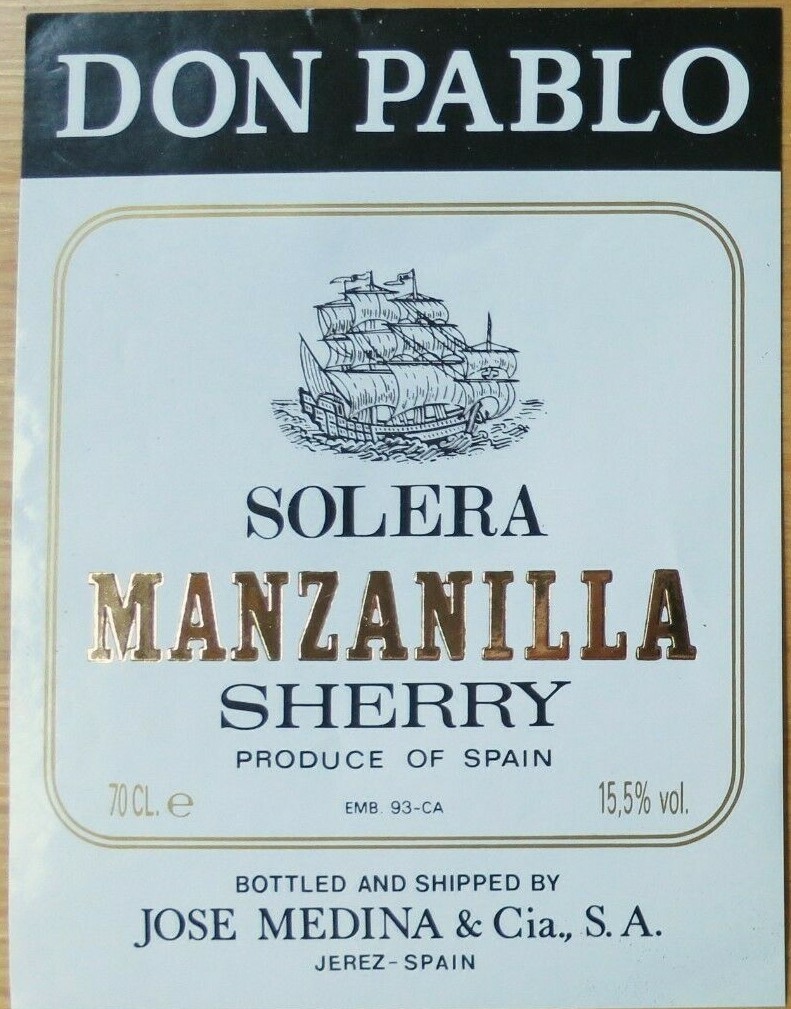 DON PABLO
SOLERA
MANZANILLA
SHERRY
PRODUCE OF SPAIN
70 CL. e
EMB. 93-CA
15,5% vol.
BOTTLED AND SHIPPED BY
JOSE MEDINA & Cia., S. A.
JEREZ-SPAIN